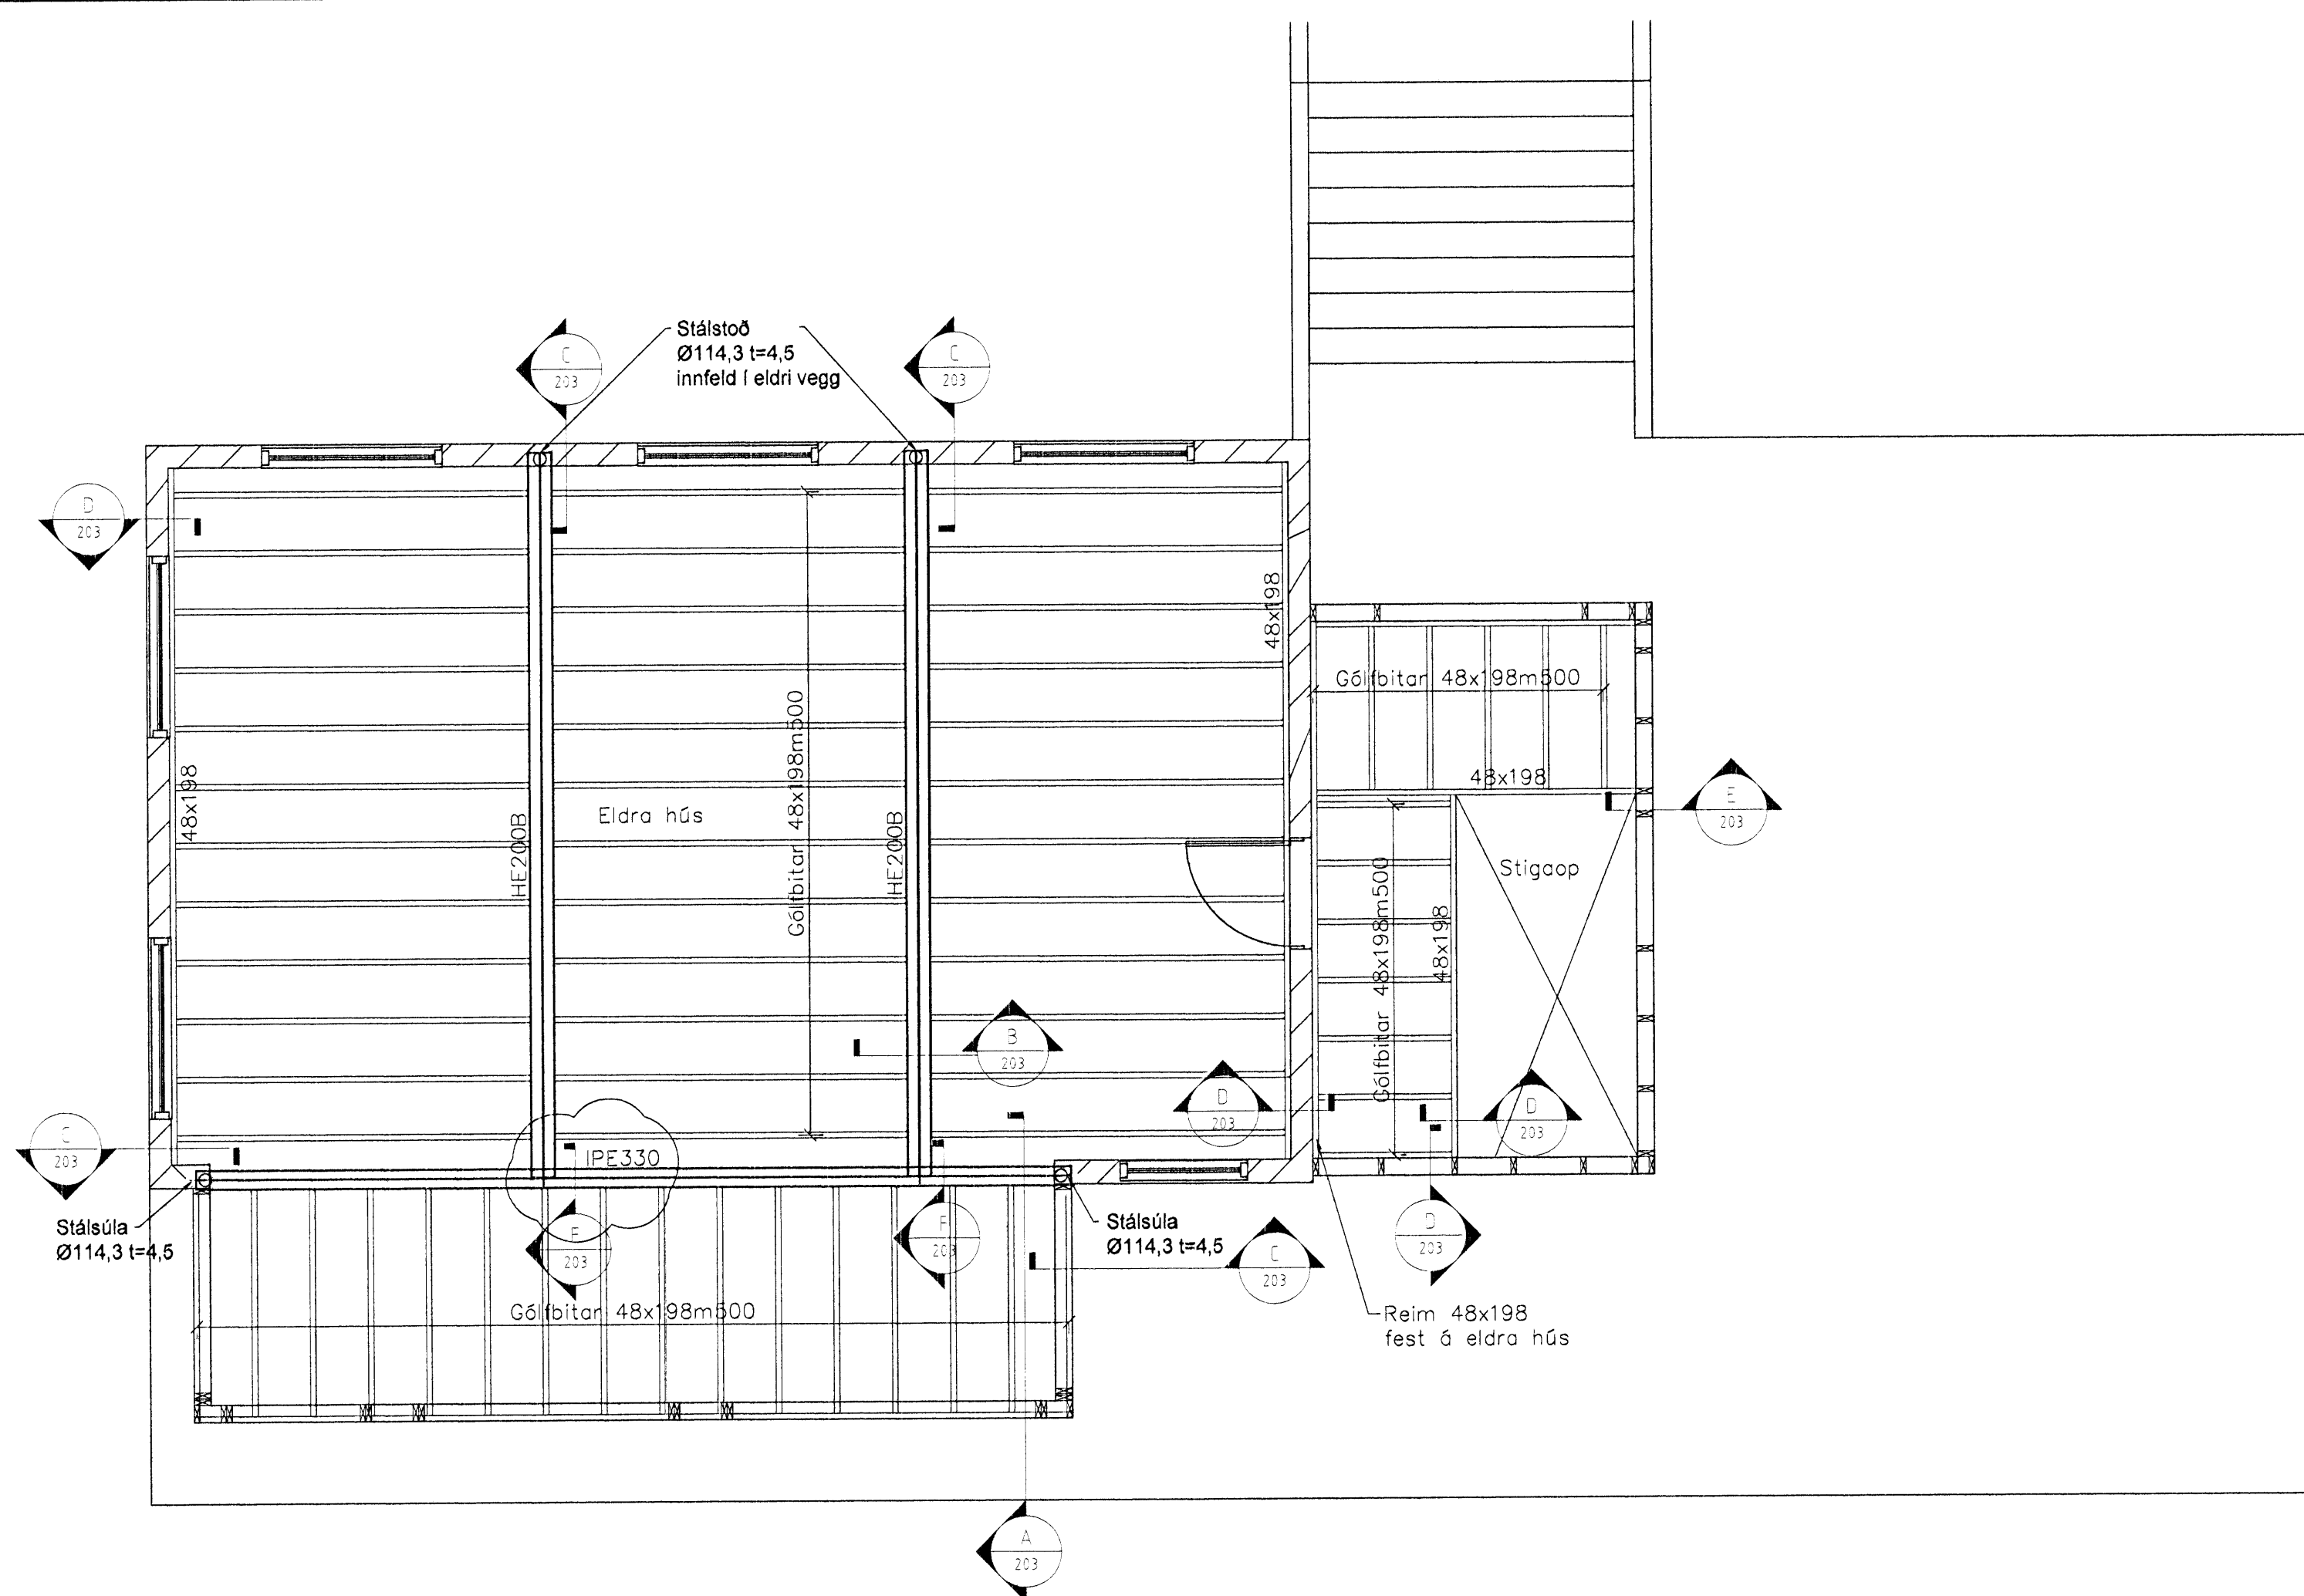 Stálstoð
Ø114,3 t=4,5
innfeld í eldri vegg
C
203
C
203
D
203
48x198
Gólfbitar 48x198m500
48x198
E
203
48x198
Eldra hús
HE200B
Gólfbitar 48x198m500
HE200B
Stigaop
Gólfbitar 48x198m500
48x198
B
203
D
203
D
203
C
203
IPE330
Stálsúla
Ø114,3 t=4,5
F
203
F
203
Stálsúla
Ø114,3 t=4,5
C
203
D
203
Gólfbitar 48x198m500
Reim 48x198
fest á eldra hús
A
203
48x198